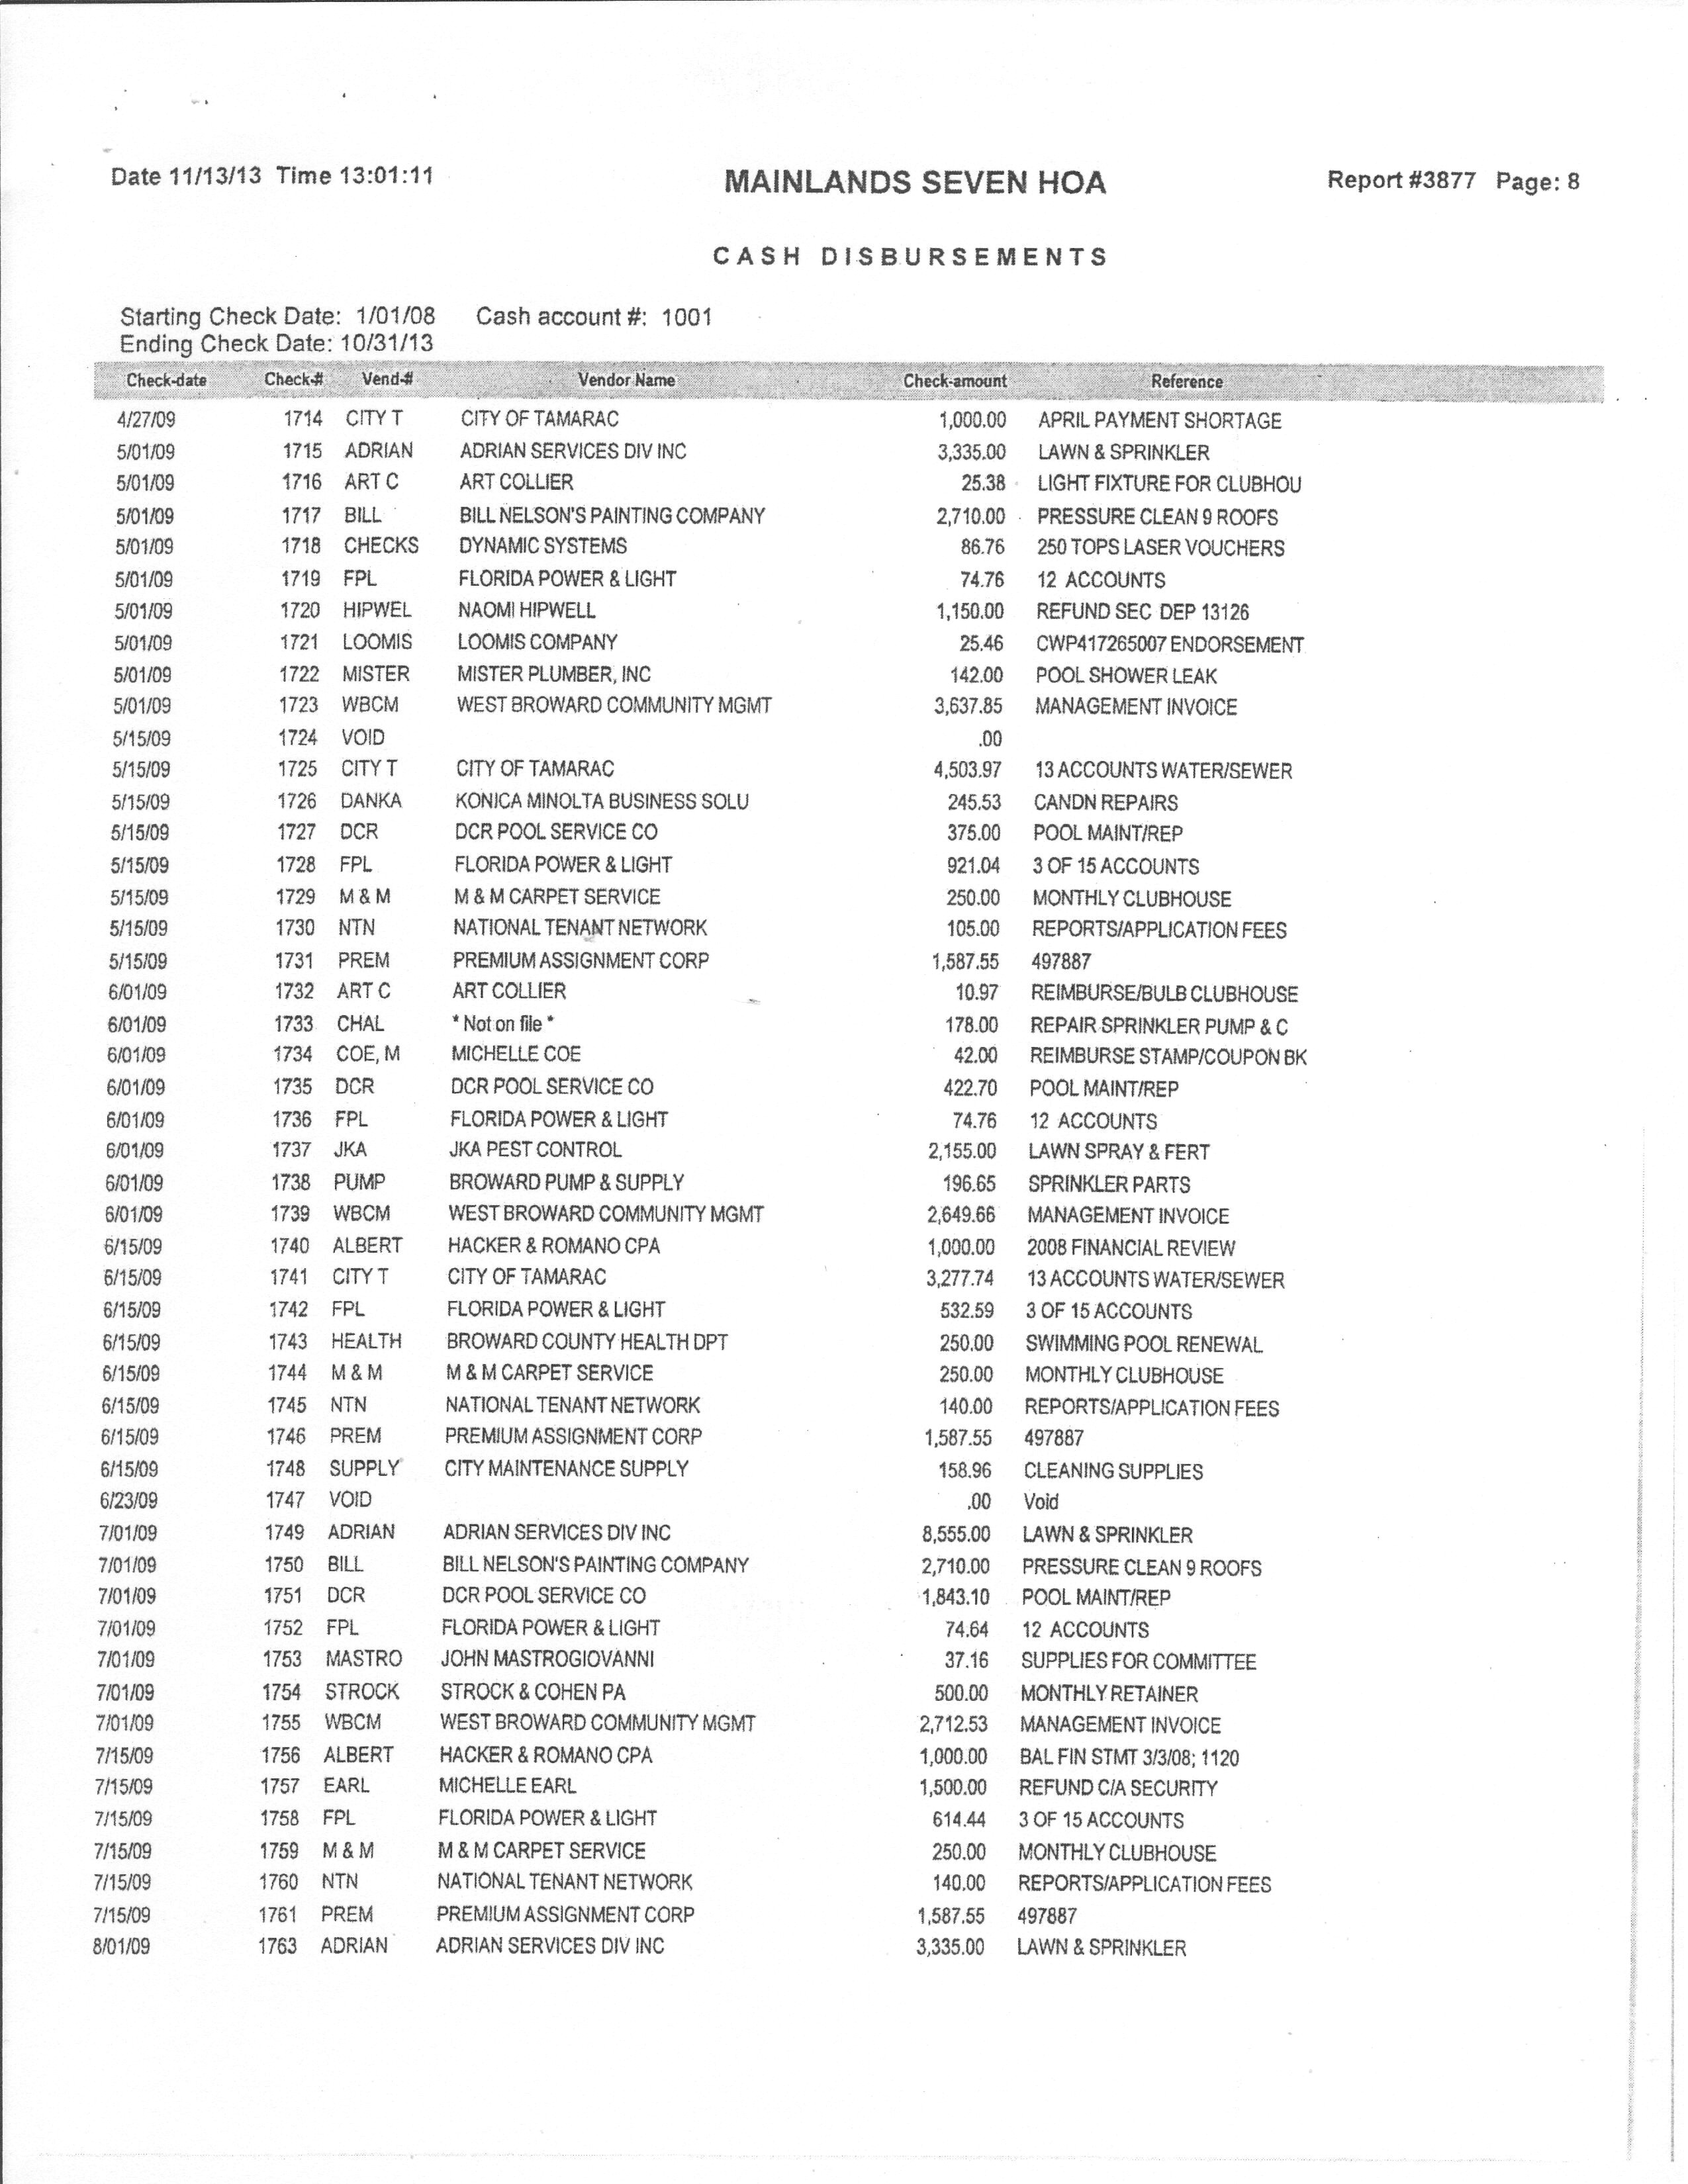 Date 11/13/13 Time 13:01:11 MAINLANDS SEVEN HOA Report #3877 Page: 8
CASH DISBURSEMENTS
Starting Check Date: 1/01/08 Cash account #: 1001
Ending Check Date: 10/31/13
Check-date Check-# Vend-# Vendor Name Check-amount Reference
4/27/09 1714 CITY T CITY OF TAMARAC 1,000.00 APRIL PAYMENT SHORTAGE
5/01/09 1715 ADRIAN ADRIAN SERVICES DIV INC 3,335.00 LAWN & SPRINKLER
5/01/09 1716 ART C ART COLLIER 25.38 LIGHT FIXTURE FOR CLUBHOU
5/01/09 1717 BILL BILL NELSON'S PAINTING COMPANY 2,710.00 PRESSURE CLEAN 9 ROOFS
5/01/09 1718 CHECKS DYNAMIC SYSTEMS 86.76 250 TOPS LASER VOUCHERS
5/01/09 1719 FPL FLORIDA POWER & LIGHT 74.76 12 ACCOUNTS
5/01/09 1720 HIPWEL NAOMI HIPWELL 1,150.00 REFUND SEC DEP 13126
5/01/09 1721 LOOMIS LOOMIS COMPANY 25.46 CWP417265007 ENDORSEMENT
5/01/09 1722 MISTER MISTER PLUMBER, INC 142.00 POOL SHOWER LEAK
5/01/09 1723 WBCM WEST BROWARD COMMUNITY MGMT 3,637.85 MANAGEMENT INVOICE
5/15/09 1724 VOID .00
5/15/09 1725 CITY T CITY OF TAMARAC 4,503.97 13 ACCOUNTS WATER/SEWER
5/15/09 1726 DANKA KONICA MINOLTA BUSINESS SOLU 245.53 CANDN REPAIRS
5/15/09 1727 DCR DCR POOL SERVICE CO 375.00 POOL MAINT/REP
5/15/09 1728 FPL FLORIDA POWER & LIGHT 921.04 3 OF 15 ACCOUNTS
5/15/09 1729 M & M M & M CARPET SERVICE 250.00 MONTHLY CLUBHOUSE
5/15/09 1730 NTN NATIONAL TENANT NETWORK 105.00 REPORTS/APPLICATION FEES
5/15/09 1731 PREM PREMIUM ASSIGNMENT CORP 1,587.55 497887
6/01/09 1732 ART C ART COLLIER 10.97 REIMBURSE/BULB CLUBHOUSE
6/01/09 1733 CHAL * Not on file * 178.00 REPAIR SPRINKLER PUMP & C
6/01/09 1734 COE, M MICHELLE COE 42.00 REIMBURSE STAMP/COUPON BK
6/01/09 1735 DCR DCR POOL SERVICE CO 422.70 POOL MAINT/REP
6/01/09 1736 FPL FLORIDA POWER & LIGHT 74.76 12 ACCOUNTS
6/01/09 1737 JKA JKA PEST CONTROL 2,155.00 LAWN SPRAY & FERT
6/01/09 1738 PUMP BROWARD PUMP & SUPPLY 196.65 SPRINKLER PARTS
6/01/09 1739 WBCM WEST BROWARD COMMUNITY MGMT 2,649.66 MANAGEMENT INVOICE
6/15/09 1740 ALBERT HACKER & ROMANO CPA 1,000.00 2008 FINANCIAL REVIEW
6/15/09 1741 CITY T CITY OF TAMARAC 3,277.74 13 ACCOUNTS WATER/SEWER
6/15/09 1742 FPL FLORIDA POWER & LIGHT 532.59 3 OF 15 ACCOUNTS
6/15/09 1743 HEALTH BROWARD COUNTY HEALTH DPT 250.00 SWIMMING POOL RENEWAL
6/15/09 1744 M & M M & M CARPET SERVICE 250.00 MONTHLY CLUBHOUSE
6/15/09 1745 NTN NATIONAL TENANT NETWORK 140.00 REPORTS/APPLICATION FEES
6/15/09 1746 PREM PREMIUM ASSIGNMENT CORP 1,587.55 497887
6/15/09 1748 SUPPLY CITY MAINTENANCE SUPPLY 158.96 CLEANING SUPPLIES
6/23/09 1747 VOID .00 Void
7/01/09 1749 ADRIAN ADRIAN SERVICES DIV INC 8,555.00 LAWN & SPRINKLER
7/01/09 1750 BILL BILL NELSON'S PAINTING COMPANY 2,710.00 PRESSURE CLEAN 9 ROOFS
7/01/09 1751 DCR DCR POOL SERVICE CO 1,843.10 POOL MAINT/REP
7/01/09 1752 FPL FLORIDA POWER & LIGHT 74.64 12 ACCOUNTS
7/01/09 1753 MASTRO JOHN MASTROGIOVANNI 37.16 SUPPLIES FOR COMMITTEE
7/01/09 1754 STROCK STROCK & COHEN PA 500.00 MONTHLY RETAINER
7/01/09 1755 WBCM WEST BROWARD COMMUNITY MGMT 2,712.53 MANAGEMENT INVOICE
7/15/09 1756 ALBERT HACKER & ROMANO CPA 1,000.00 BAL FIN STMT 3/3/08; 1120
7/15/09 1757 EARL MICHELLE EARL 1,500.00 REFUND C/A SECURITY
7/15/09 1758 FPL FLORIDA POWER & LIGHT 614.44 3 OF 15 ACCOUNTS
7/15/09 1759 M & M M & M CARPET SERVICE 250.00 MONTHLY CLUBHOUSE
7/15/09 1760 NTN NATIONAL TENANT NETWORK 140.00 REPORTS/APPLICATION FEES
7/15/09 1761 PREM PREMIUM ASSIGNMENT CORP 1,587.55 497887
8/01/09 1763 ADRIAN ADRIAN SERVICES DIV INC 3,335.00 LAWN & SPRINKLER